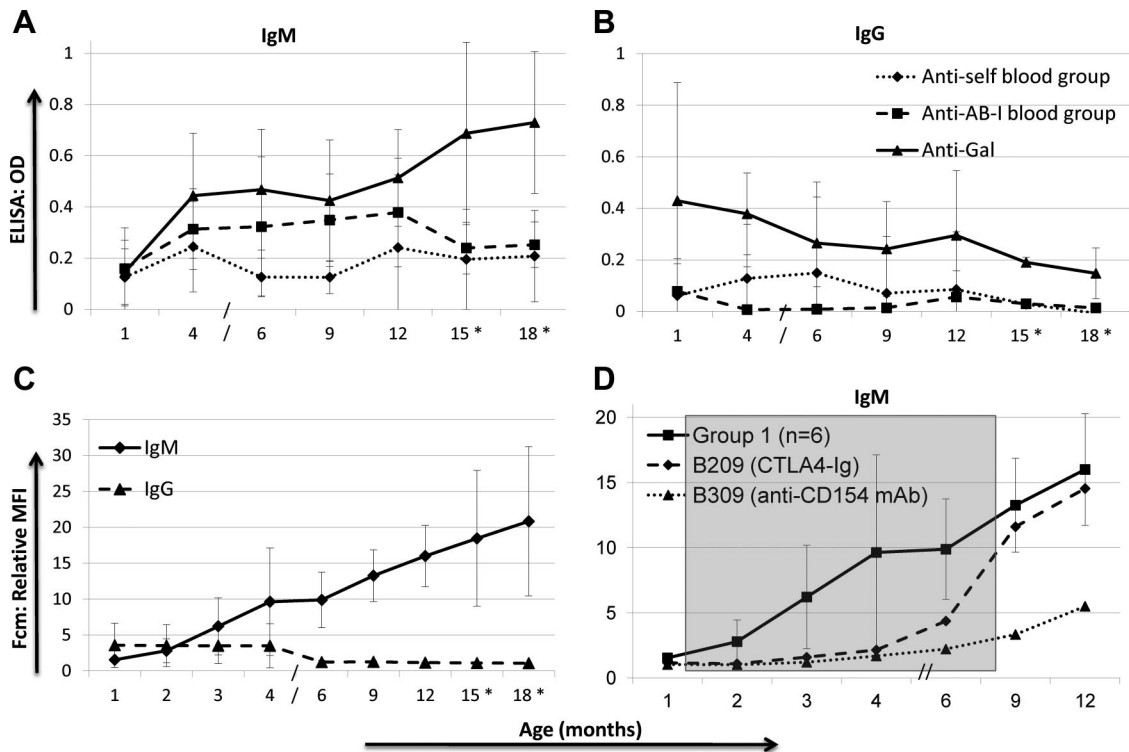 A
IgM
ELISA: OD
1
0.8
0.6
0.4
0.2
0
1 4 / / 6 9 12 15 * 18 *
B
IgG
1
0.8
0.6
0.4
0.2
0
Anti-self blood group
Anti-AB-I blood group
Anti-Gal
1 4 / / 6 9 12 15 * 18 *
C
Fcm: Relative MFI
35
30
25
20
15
10
5
0
IgM
IgG
1 2 3 4 / / 6 9 12 15 * 18 *
D
IgM
20
15
10
5
0
Group 1 (n=6)
B209 (CTLA4-Ig)
B309 (anti-CD154 mAb)
1 2 3 4 // 6 9 12
Age (months)